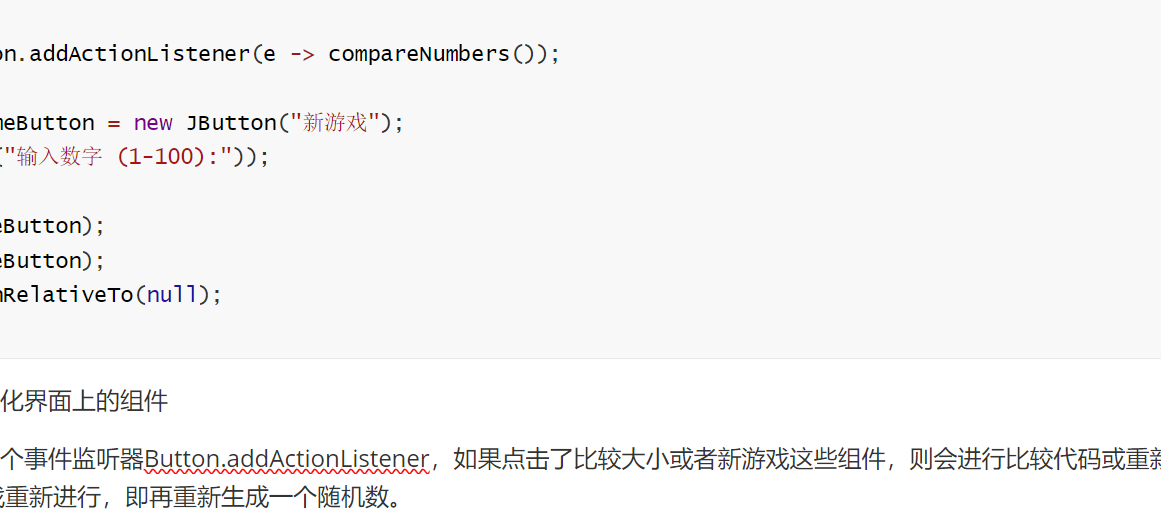 on.addActionListener(e -> compareNumbers());
meButton = new JButton("新游戏");
("输入数字 (1-100):"));
eButton);
eButton);
nRelativeTo(null);
化界面上的组件
个事件监听器Button.addActionListener，如果点击了比较大小或者新游戏这些组件，则会进行比较代码或重新
戏重新进行，即再重新生成一个随机数。